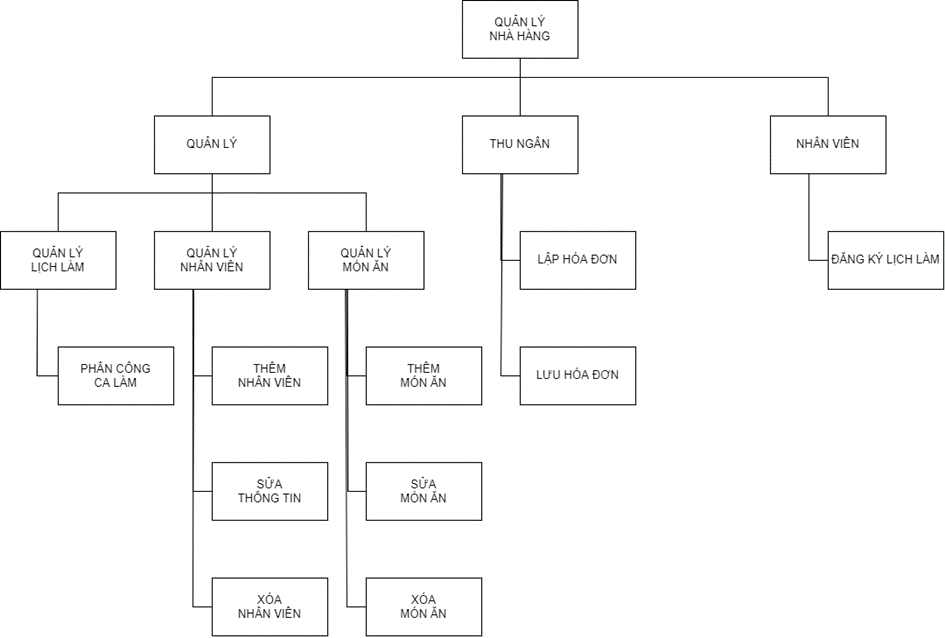 QUẢN LÝ
NHÀ HÀNG
QUẢN LÝ
THU NGÂN
NHÂN VIÊN
QUẢN LÝ
LỊCH LÀM
QUẢN LÝ
NHÂN VIÊN
QUẢN LÝ
MÓN ĂN
LẬP HÓA ĐƠN
ĐĂNG KÝ LỊCH LÀM
PHÂN CÔNG
CA LÀM
THÊM
NHÂN VIÊN
THÊM
MÓN ĂN
LƯU HÓA ĐƠN
SỮA
THÔNG TIN
SỮA
MÓN ĂN
XÓA
NHÂN VIÊN
XÓA
MÓN ĂN